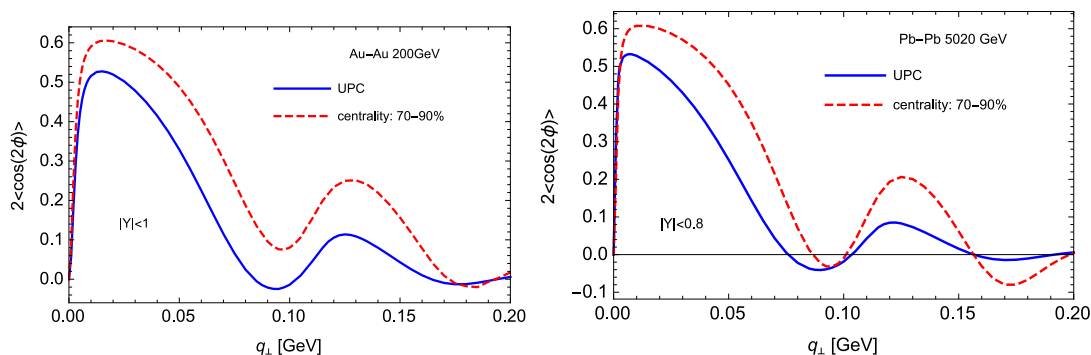 Au-Au 200GeV
UPC
centrality: 70-90%
|Y|<1
2<cos(2ϕ)>
0.6
0.5
0.4
0.3
0.2
0.1
0.0
0.00 0.05 0.10 0.15 0.20
q⊥ [GeV]
Pb-Pb 5020 GeV
UPC
centrality: 70-90%
|Y|<0.8
2<cos(2ϕ)>
0.6
0.5
0.4
0.3
0.2
0.1
0.0
-0.1
0.00 0.05 0.10 0.15 0.20
q⊥ [GeV]